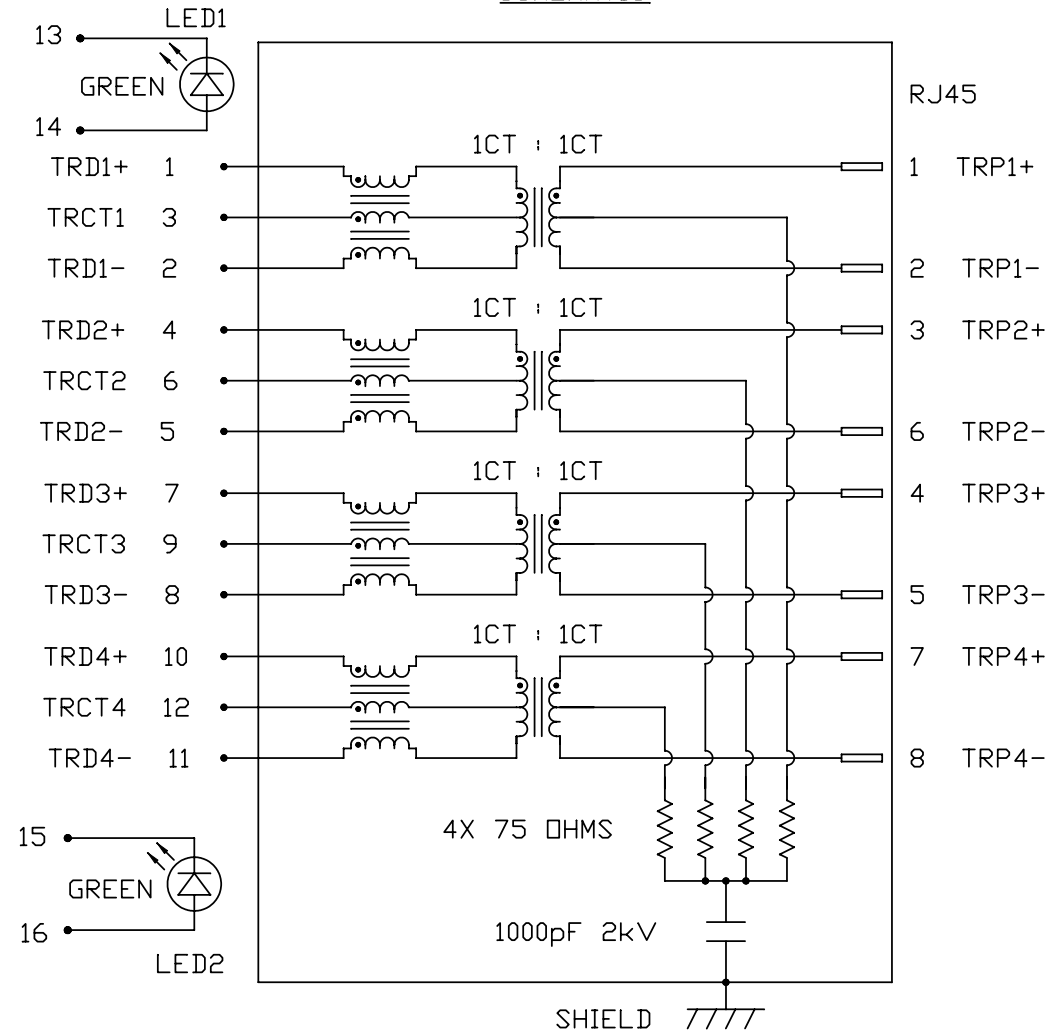 LED1
13
GREEN
14
RJ45
1CT : 1CT
TRD1+ 1
1 TRP1+
TRCT1 3
TRD1- 2
2 TRP1-
1CT : 1CT
TRD2+ 4
3 TRP2+
TRCT2 6
TRD2- 5
6 TRP2-
1CT : 1CT
TRD3+ 7
4 TRP3+
TRCT3 9
TRD3- 8
5 TRP3-
1CT : 1CT
TRD4+ 10
7 TRP4+
TRCT4 12
TRD4- 11
8 TRP4-
4X 75 OHMS
15
GREEN
16
LED2
1000pF 2kV
SHIELD